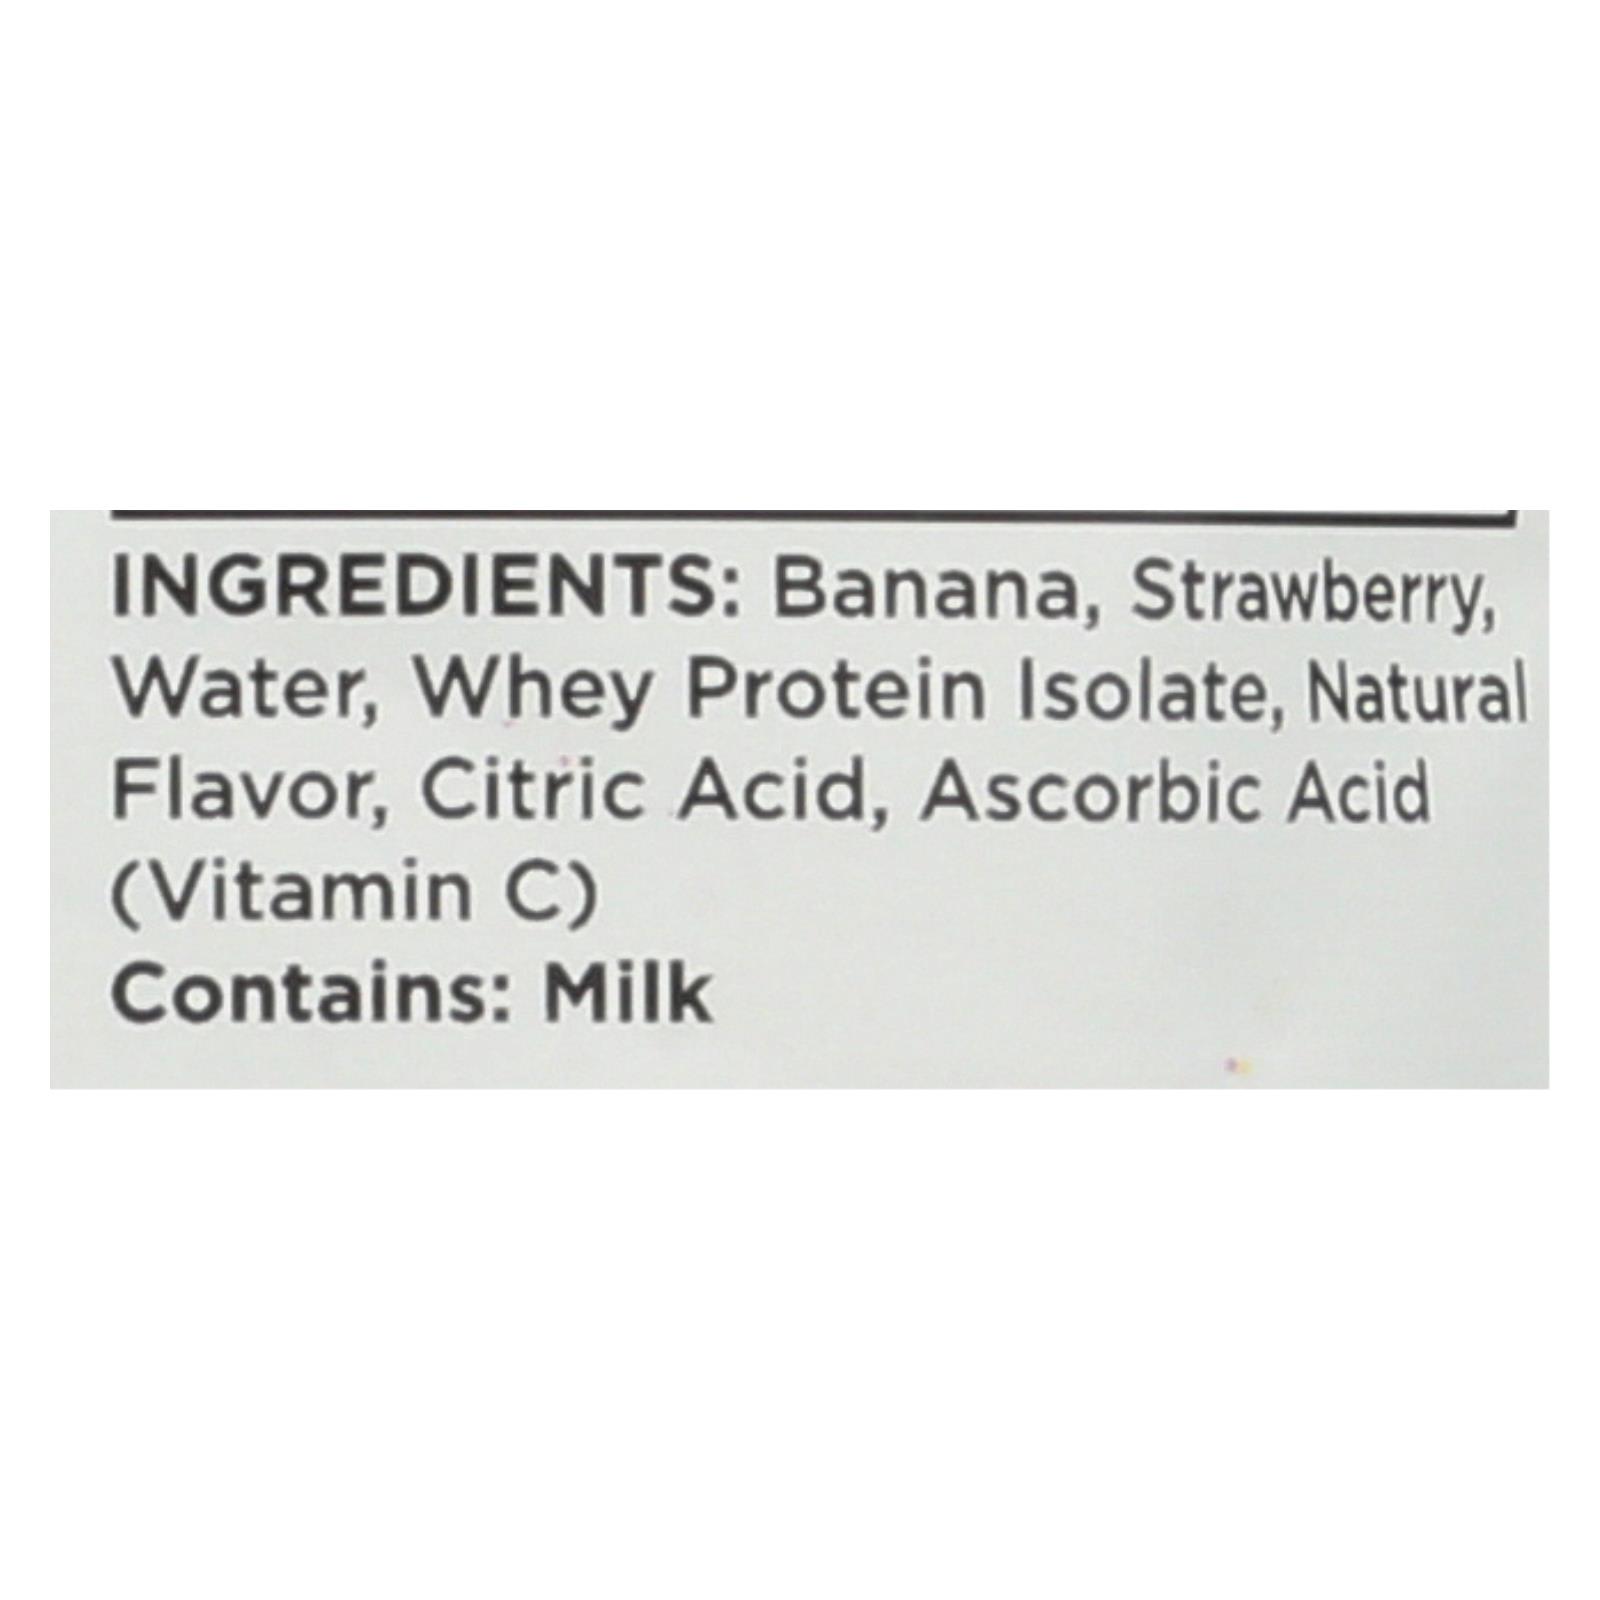 INGREDIENTS: Banana, Strawberry,
Water, Whey Protein Isolate, Natural
Flavor, Citric Acid, Ascorbic Acid
(Vitamin C)
Contains: Milk